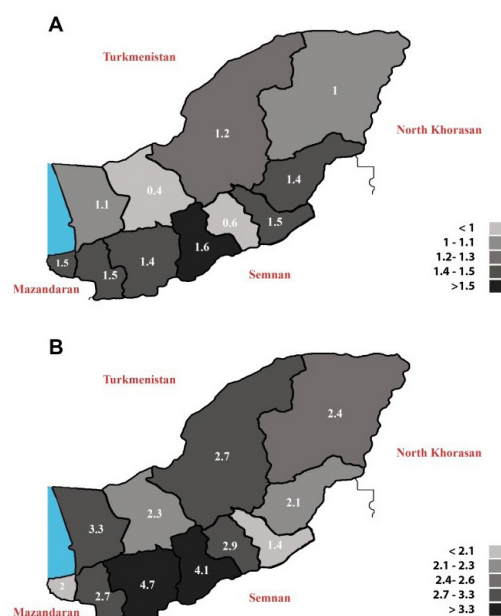 A
Turkmenistan
1
1.2
North Khorasan
1.4
0.4
1.1
0.6
1.5
1.6
1.4
1.5
1.5
Mazandaran
Semnan
< 1
1 - 1.1
1.2- 1.3
1.4 - 1.5
>1.5
B
Turkmenistan
2.4
2.7
North Khorasan
2.1
2.3
3.3
2.9
1.4
4.1
4.7
2
2.7
Mazandaran
Semnan
< 2.1
2.1 - 2.3
2.4- 2.6
2.7 - 3.3
> 3.3